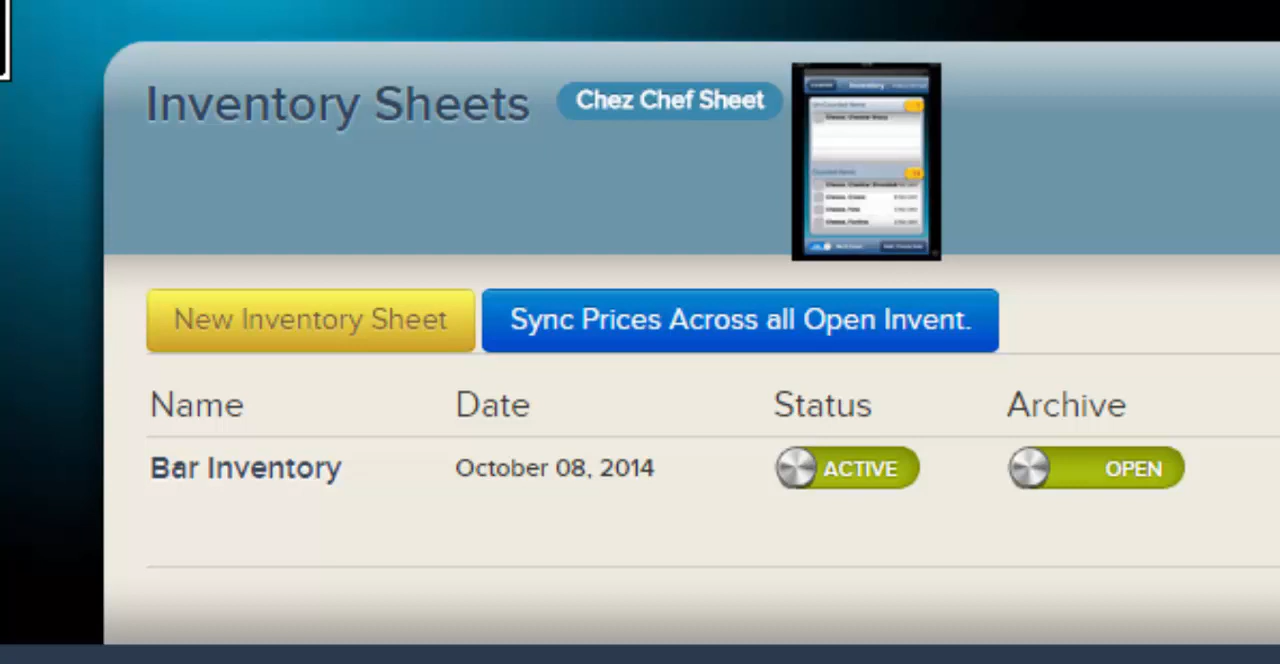 Inventory Sheets Chez Chef Sheet
New Inventory Sheet Sync Prices Across all Open Invent.
Name Date Status Archive
Bar Inventory October 08, 2014 ACTIVE OPEN